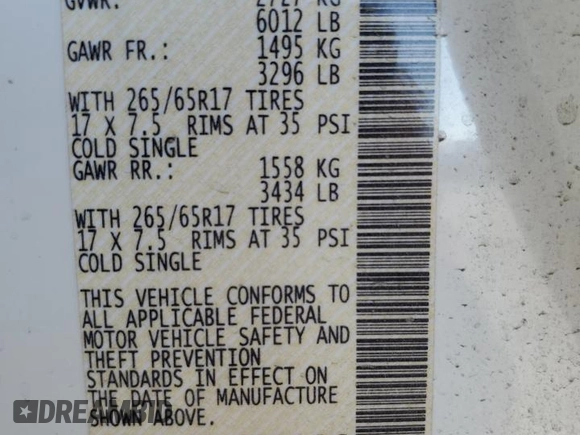 GVWR: 2727 KG
6012 LB
GAWR FR.: 1495 KG
3296 LB
WITH 265/65R17 TIRES
17 X 7.5 RIMS AT 35 PSI
COLD SINGLE
GAWR RR.: 1558 KG
3434 LB
WITH 265/65R17 TIRES
17 X 7.5 RIMS AT 35 PSI
COLD SINGLE
THIS VEHICLE CONFORMS TO
ALL APPLICABLE FEDERAL
MOTOR VEHICLE SAFETY AND
THEFT PREVENTION
STANDARDS IN EFFECT ON
THE DATE OF MANUFACTURE
SHOWN ABOVE.